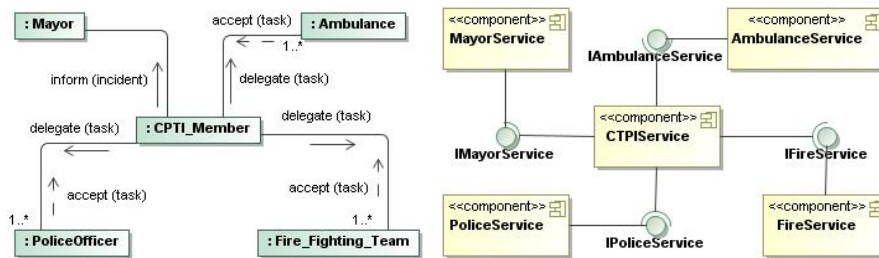 : Mayor
accept (task)
: Ambulance
1..*
inform (incident)
delegate (task)
delegate (task)
: CPTI_Member
delegate (task)
accept (task)
accept (task)
1..*
1..*
: PoliceOfficer
: Fire_Fighting_Team
<<component>>
MayorService
IAmbulanceService
<<component>>
AmbulanceService
<<component>>
CTPIService
IMayorService
IFireService
<<component>>
PoliceService
IPoliceService
<<component>>
FireService